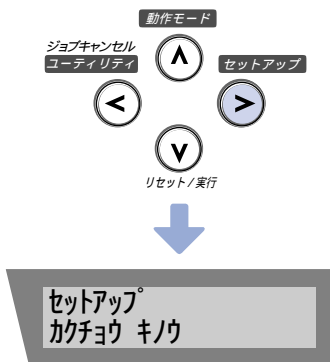 動作モード
ジョブキャンセル
ユーティリティ
セットアップ
リセット/実行
セットアップ
カクチョウ キノウ